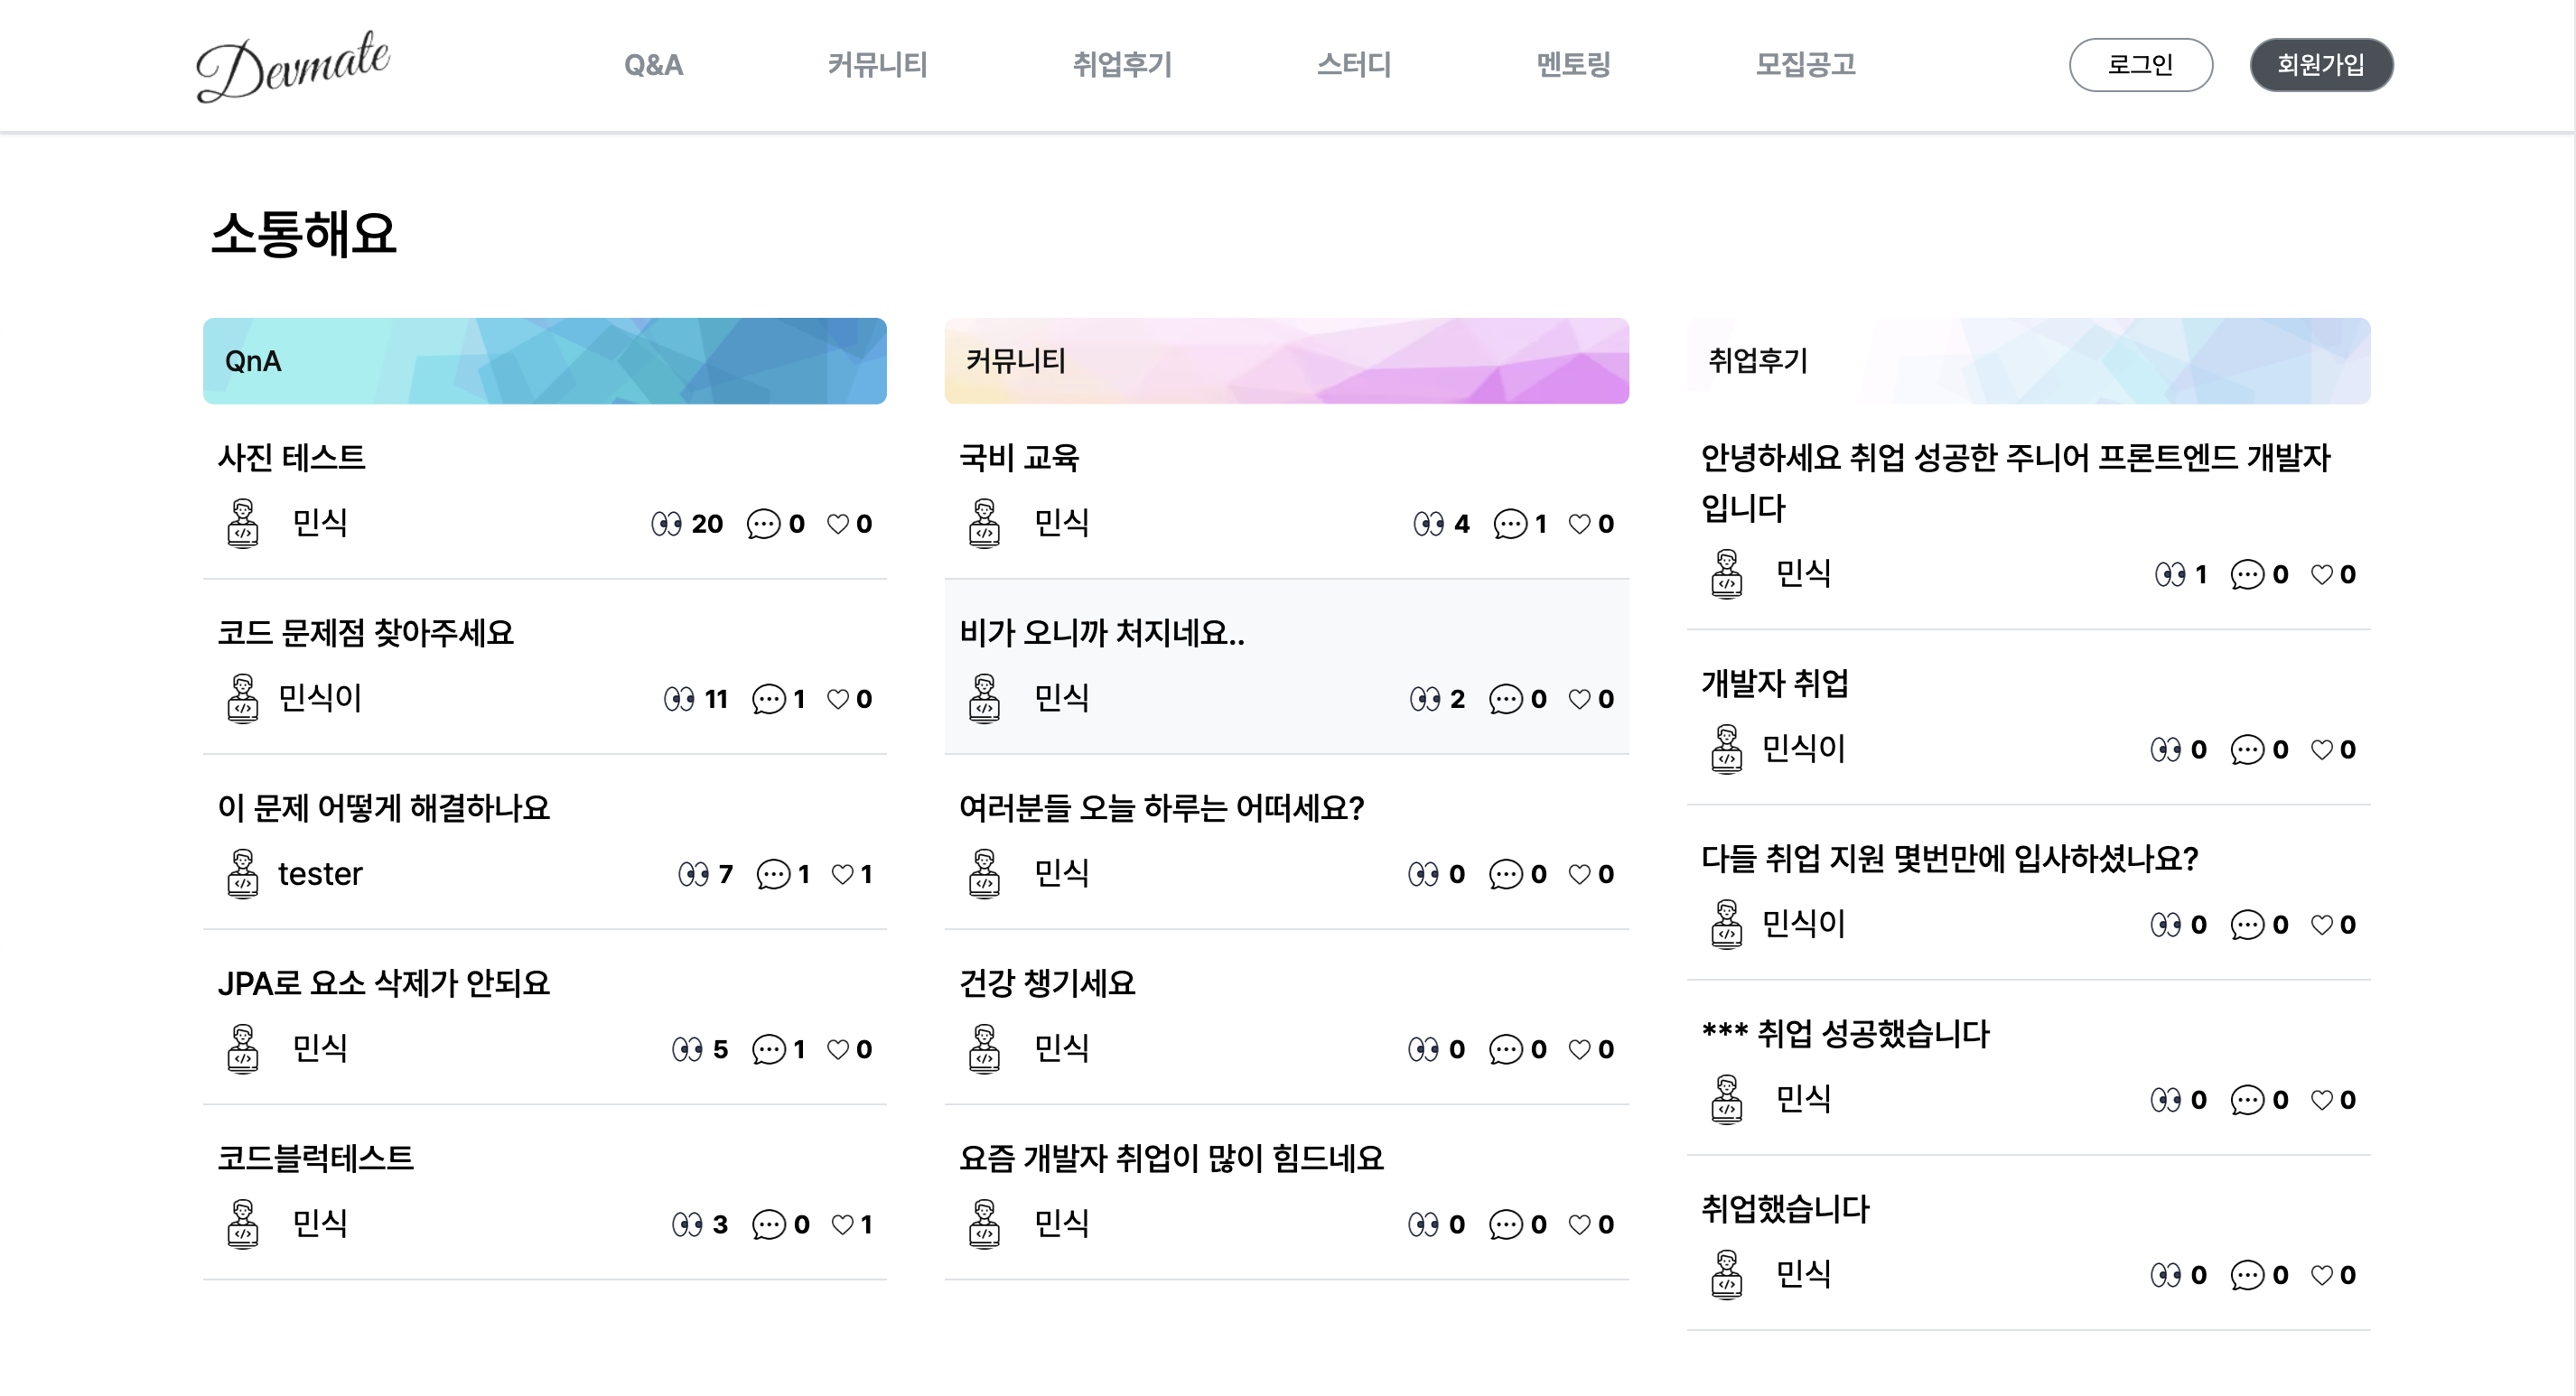 Devmate
Q&A 커뮤니티 취업후기 스터디 멘토링 모집공고 로그인 회원가입
소통해요
QnA
사진 테스트
민식 20 0 0
코드 문제점 찾아주세요
민식이 11 1 0
이 문제 어떻게 해결하나요
tester 7 1 1
JPA로 요소 삭제가 안되요
민식 5 1 0
코드블럭테스트
민식 3 0 1
커뮤니티
국비 교육
민식 4 1 0
비가 오니까 처지네요..
민식 2 0 0
여러분들 오늘 하루는 어떠세요?
민식 0 0 0
건강 챙기세요
민식 0 0 0
요즘 개발자 취업이 많이 힘드네요
민식 0 0 0
취업후기
안녕하세요 취업 성공한 주니어 프론트엔드 개발자
입니다
민식 1 0 0
개발자 취업
민식이 0 0 0
다들 취업 지원 몇번만에 입사하셨나요?
민식이 0 0 0
*** 취업 성공했습니다
민식 0 0 0
취업했습니다
민식 0 0 0